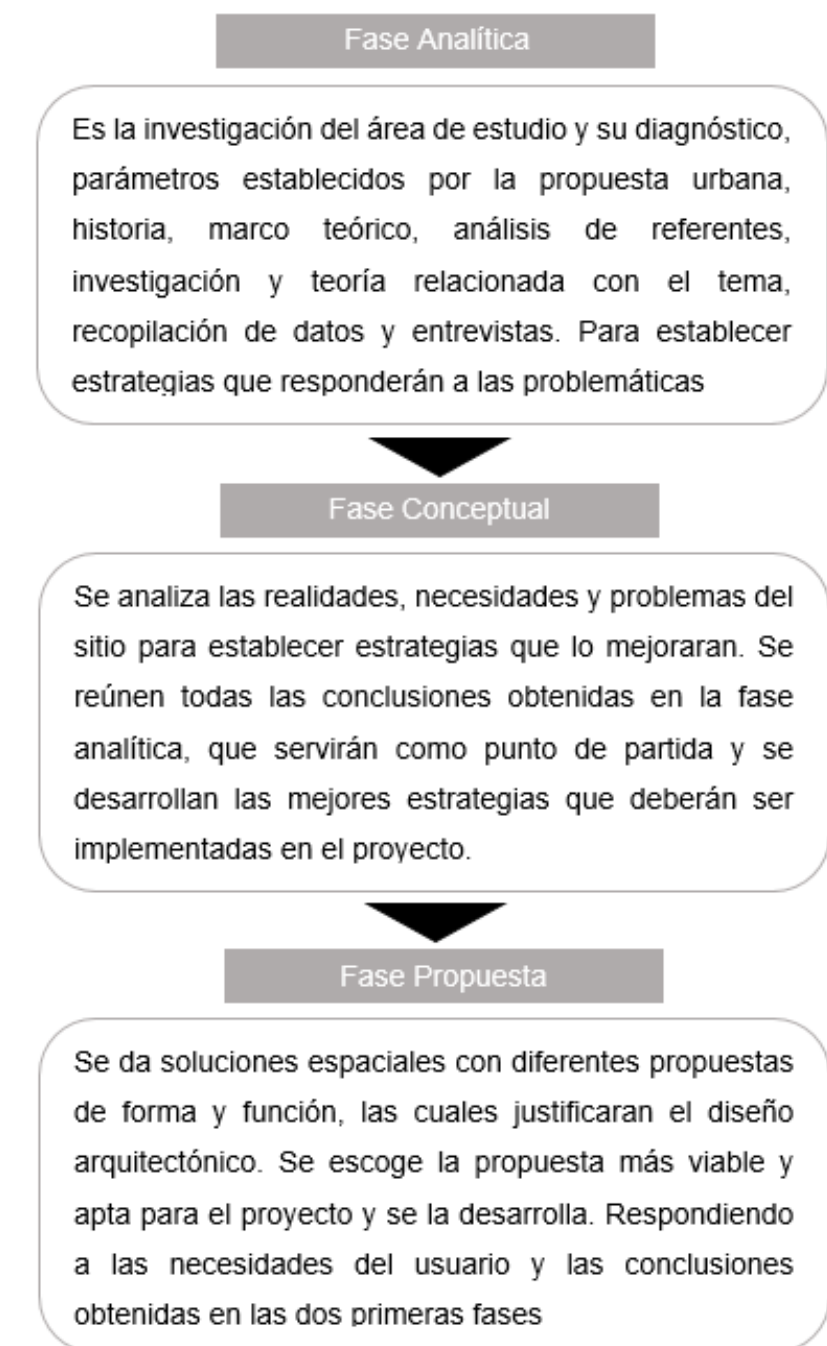 Fase Analítica
Es la investigación del área de estudio y su diagnóstico,
parámetros establecidos por la propuesta urbana,
historia, marco teórico, análisis de referentes,
investigación y teoría relacionada con el tema,
recopilación de datos y entrevistas. Para establecer
estrategias que responderán a las problemáticas
Fase Conceptual
Se analiza las realidades, necesidades y problemas del
sitio para establecer estrategias que lo mejoraran. Se
reúnen todas las conclusiones obtenidas en la fase
analítica, que servirán como punto de partida y se
desarrollan las mejores estrategias que deberán ser
implementadas en el proyecto.
Fase Propuesta
Se da soluciones espaciales con diferentes propuestas
de forma y función, las cuales justificaran el diseño
arquitectónico. Se escoge la propuesta más viable y
apta para el proyecto y se la desarrolla. Respondiendo
a las necesidades del usuario y las conclusiones
obtenidas en las dos primeras fases